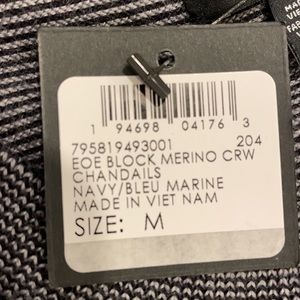 1 94698 04176 3
795819493001 204
EOE BLOCK MERINO CRW
CHANDAILS
NAVY/BLEU MARINE
MADE IN VIET NAM
SIZE: M